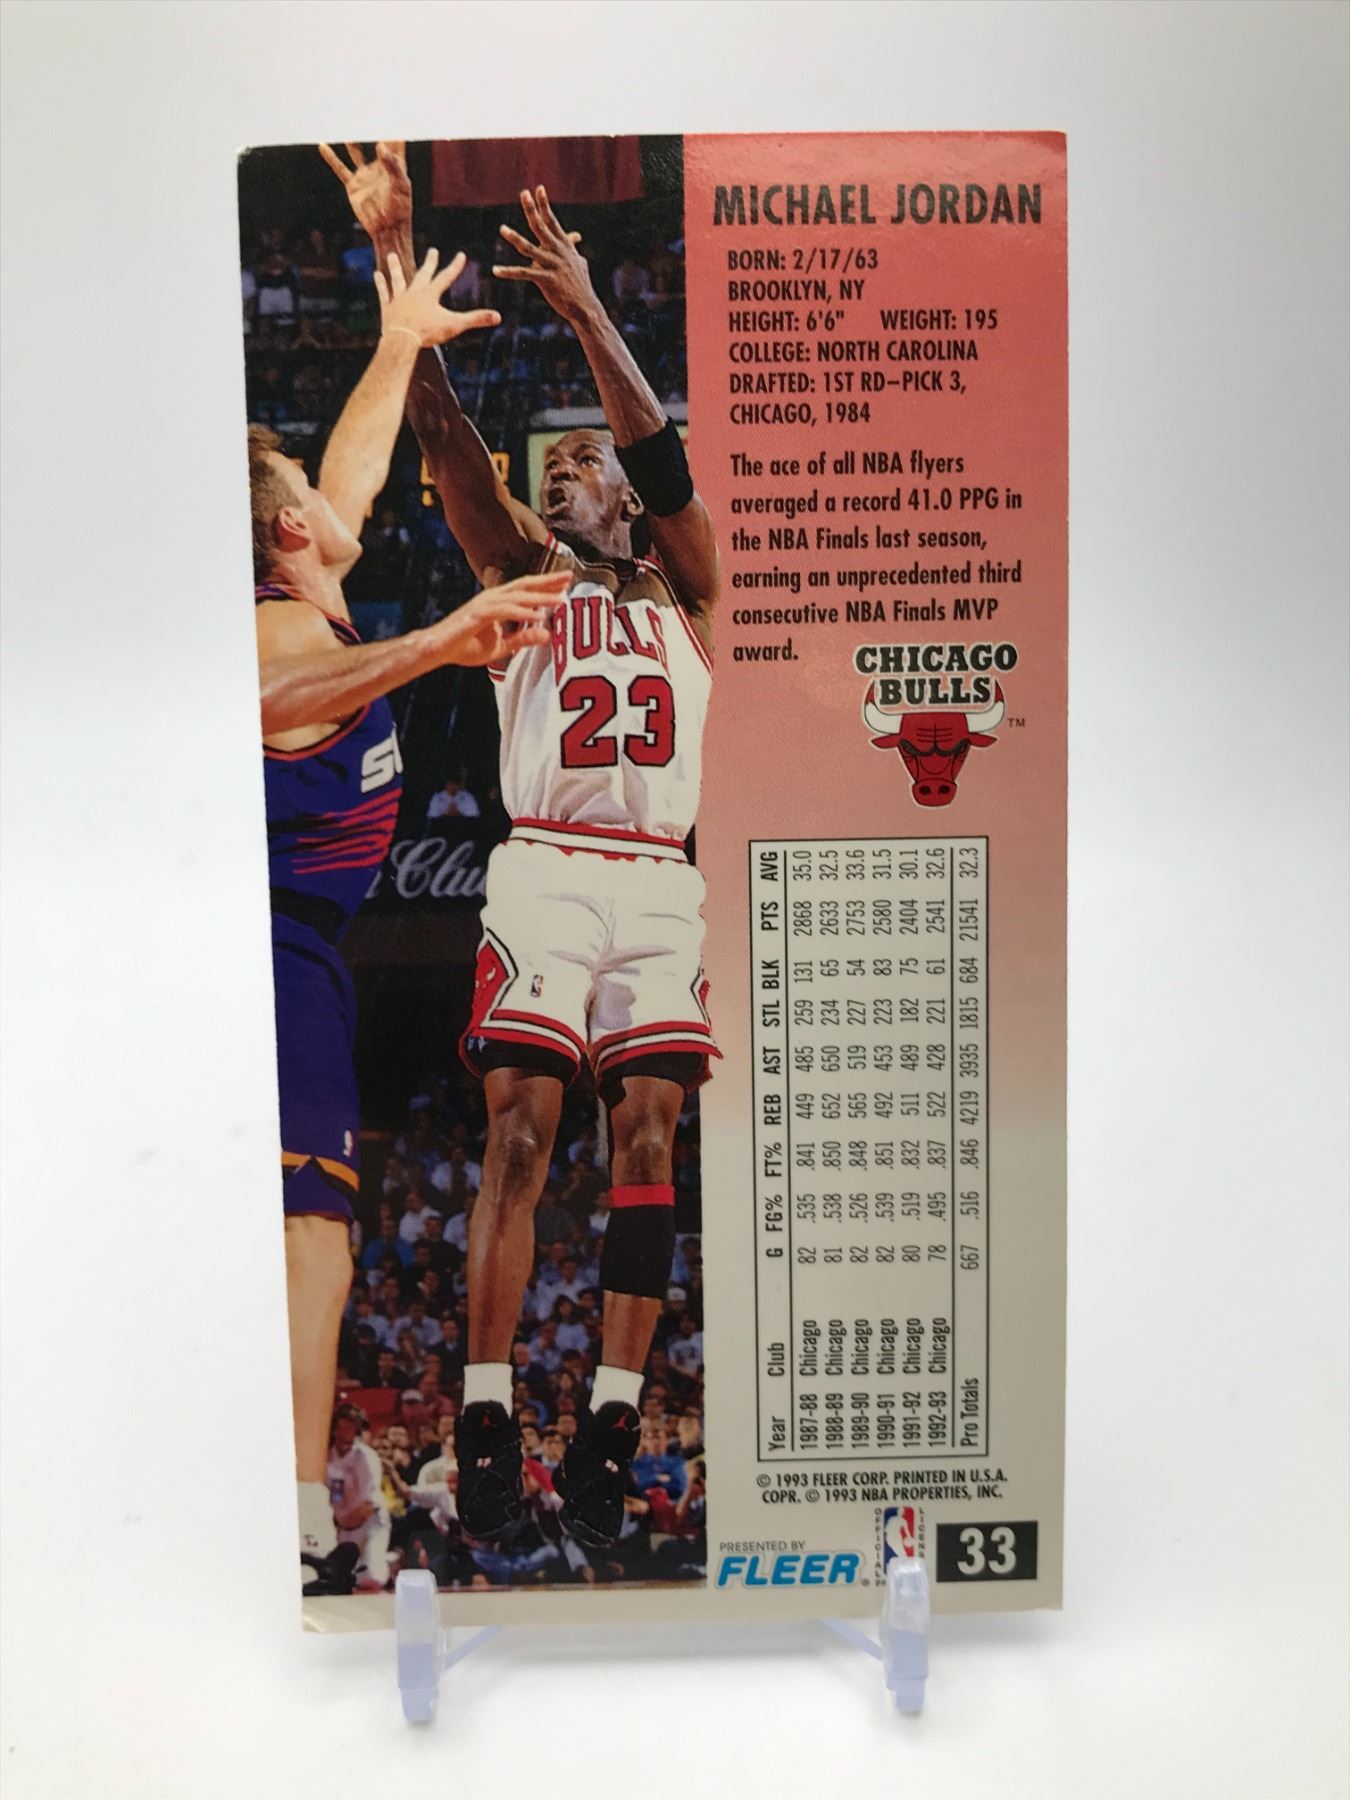 MICHAEL JORDAN
BORN: 2/17/63
BROOKLYN, NY
HEIGHT: 6'6" WEIGHT: 195
COLLEGE: NORTH CAROLINA
DRAFTED: 1ST RD–PICK 3,
CHICAGO, 1984
The ace of all NBA flyers
averaged a record 41.0 PPG in
the NBA Finals last season,
earning an unprecedented third
consecutive NBA Finals MVP
award.
CHICAGO
BULLS
TM
BULLS
23
Year Club G FG% FT% REB AST STL BLK PTS AVG
1987-88 Chicago 82 .535 .841 449 485 259 131 2868 35.0
1988-89 Chicago 81 .538 .850 652 650 234 65 2633 32.5
1989-90 Chicago 82 .526 .848 565 519 227 54 2753 33.6
1990-91 Chicago 82 .539 .851 492 453 223 83 2580 31.5
1991-92 Chicago 80 .519 .832 511 489 182 75 2404 30.1
1992-93 Chicago 78 .495 .837 522 428 221 61 2541 32.6
Pro Totals 667 .516 .846 4219 3935 1815 684 21541 32.3
© 1993 FLEER CORP. PRINTED IN U.S.A.
COPR. © 1993 NBA PROPERTIES, INC.
PRESENTED BY
FLEER ®
33